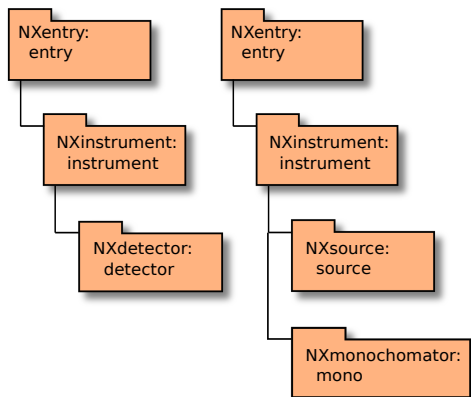 NXentry:
entry
NXinstrument:
instrument
NXdetector:
detector
NXentry:
entry
NXinstrument:
instrument
NXsource:
source
NXmonochomator:
mono